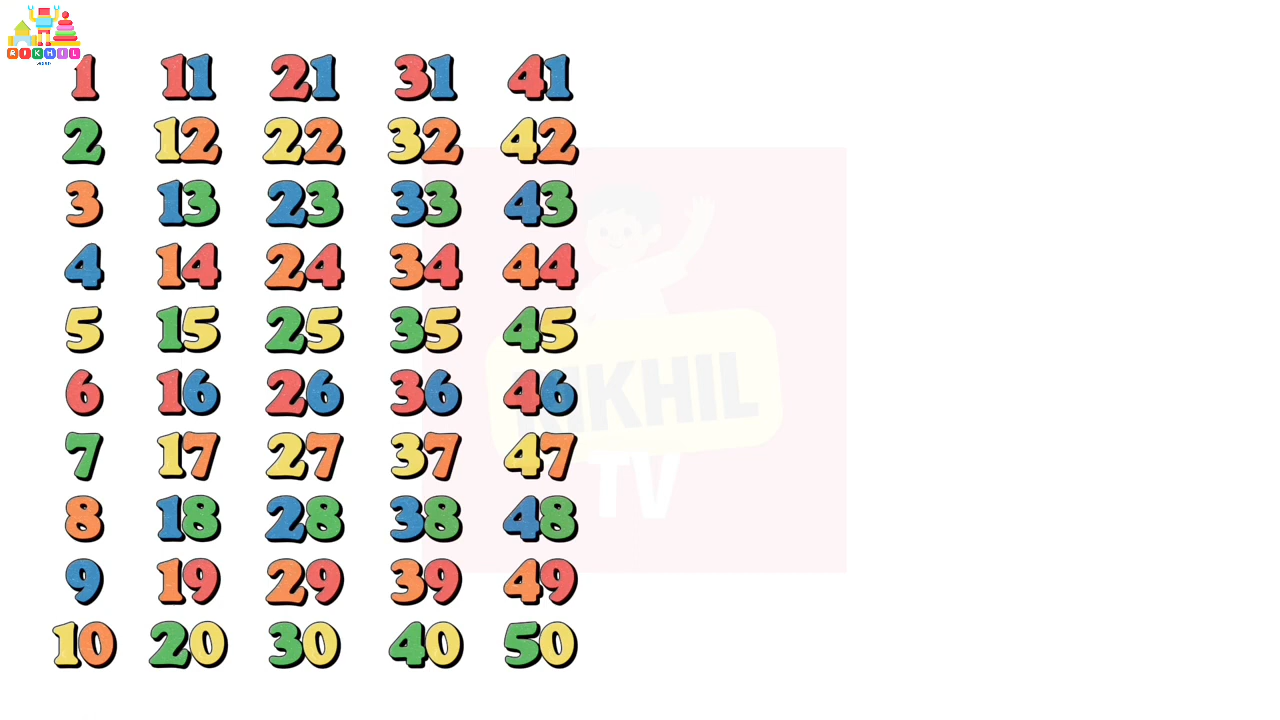 KIKHIL
1 11 21 31 41
2 12 22 32 42
3 13 23 33 43
4 14 24 34 44
5 15 25 35 45
6 16 26 36 46
7 17 27 37 47
8 18 28 38 48
9 19 29 39 49
10 20 30 40 50
KIKHIL
TV